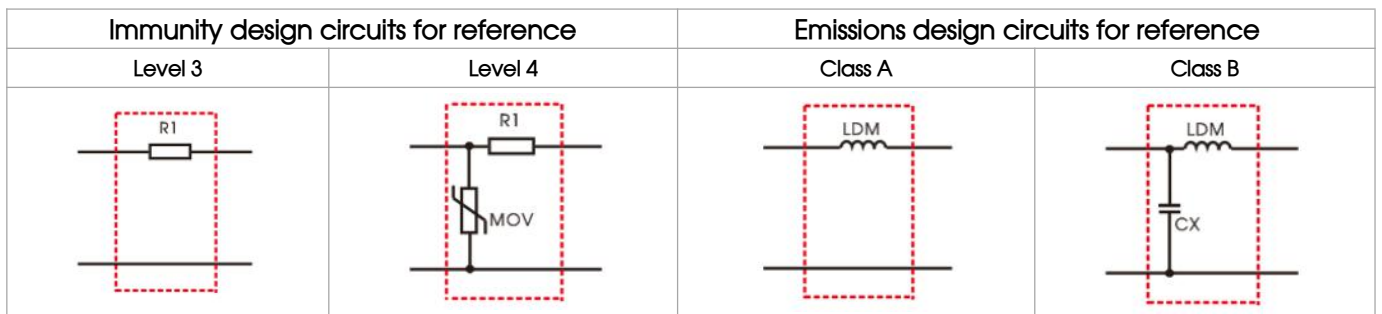 Immunity design circuits for reference
Emissions design circuits for reference
Level 3
Level 4
Class A
Class B
R1
R1
MOV
LDM
LDM
CX